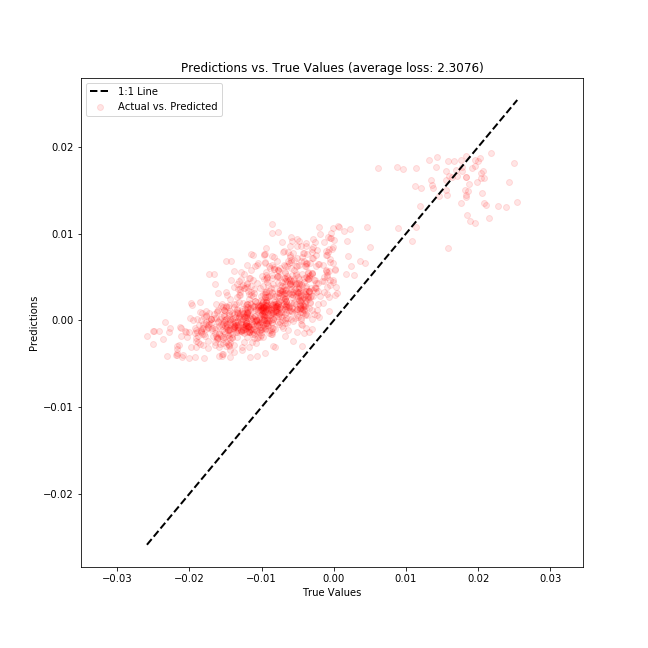 Predictions vs. True Values (average loss: 2.3076)
1:1 Line
Actual vs. Predicted
0.02
0.01
0.00
−0.01
−0.02
Predictions
−0.03 −0.02 −0.01 0.00 0.01 0.02 0.03
True Values